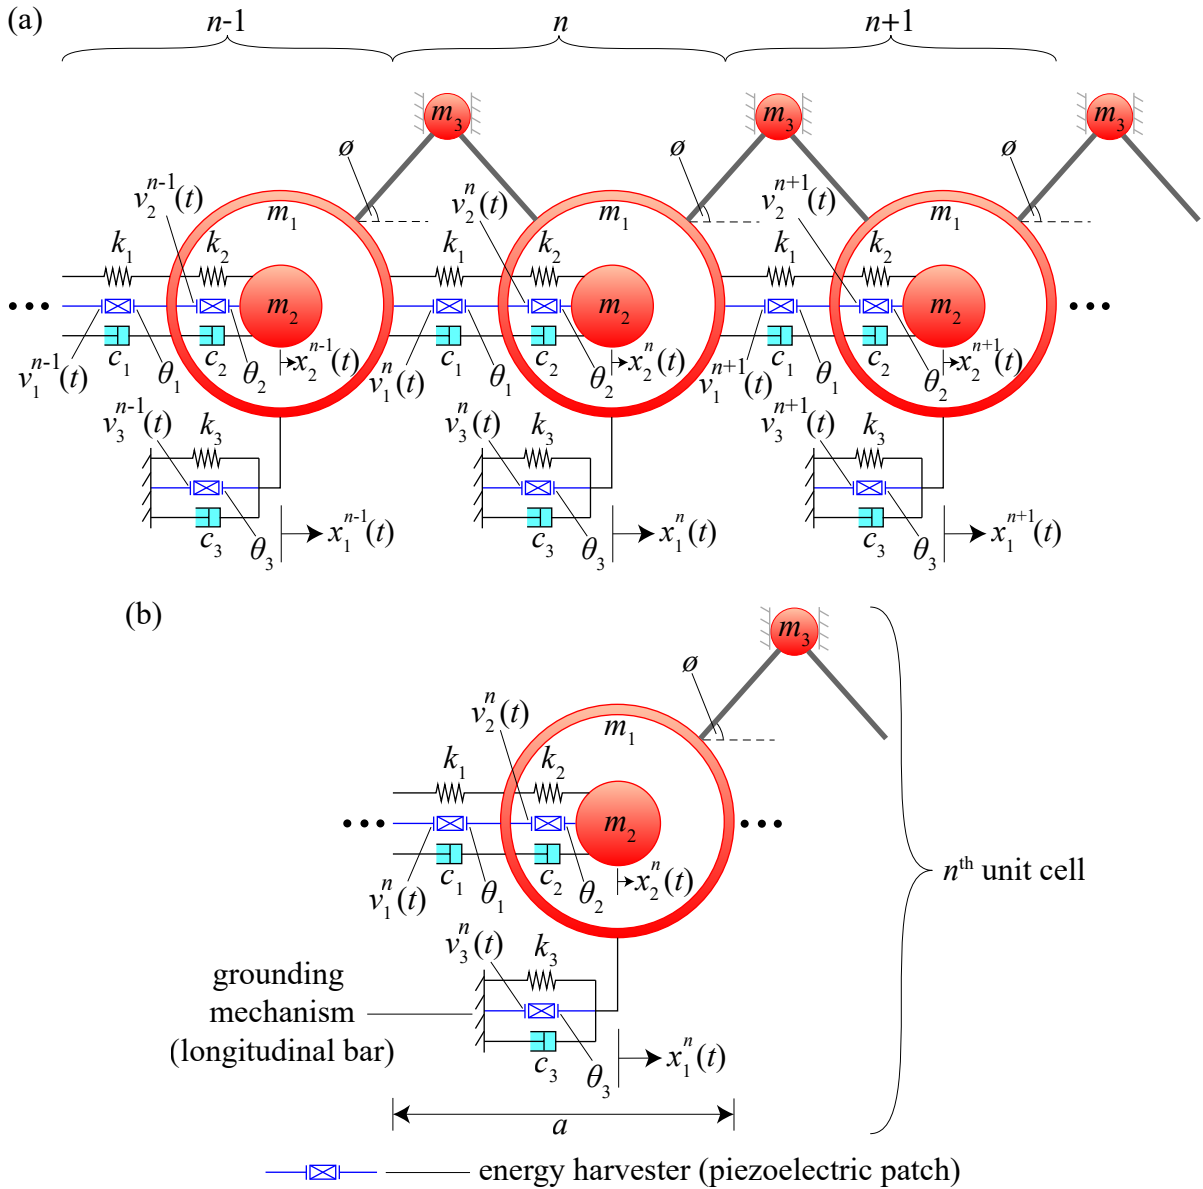 (a)
n-1 n n+1
m₃ m₃ m₃
ø ø ø
v₂ⁿ⁻¹(t) v₂ⁿ(t) v₂ⁿ⁺¹(t)
m₁ m₁ m₁
k₁ k₂ k₁ k₂ k₁ k₂
m₂ m₂ m₂
c₁ c₂ c₁ c₂ c₁ c₂
v₁ⁿ⁻¹(t) θ₁ θ₂ x₂ⁿ⁻¹(t) v₁ⁿ(t) θ₁ θ₂ x₂ⁿ(t) v₁ⁿ⁺¹(t) θ₁ θ₂ x₂ⁿ⁺¹(t)
v₃ⁿ⁻¹(t) k₃ v₃ⁿ(t) k₃ v₃ⁿ⁺¹(t) k₃
c₃ θ₃ x₁ⁿ⁻¹(t) c₃ θ₃ x₁ⁿ(t) c₃ θ₃ x₁ⁿ⁺¹(t)
(b)
m₃
ø
v₂ⁿ(t)
m₁
k₁ k₂
m₂
c₁ c₂
v₁ⁿ(t) θ₁ θ₂ x₂ⁿ(t)
nᵗʰ unit cell
v₃ⁿ(t) k₃
grounding
mechanism
(longitudinal bar)
c₃ θ₃ x₁ⁿ(t)
a
energy harvester (piezoelectric patch)